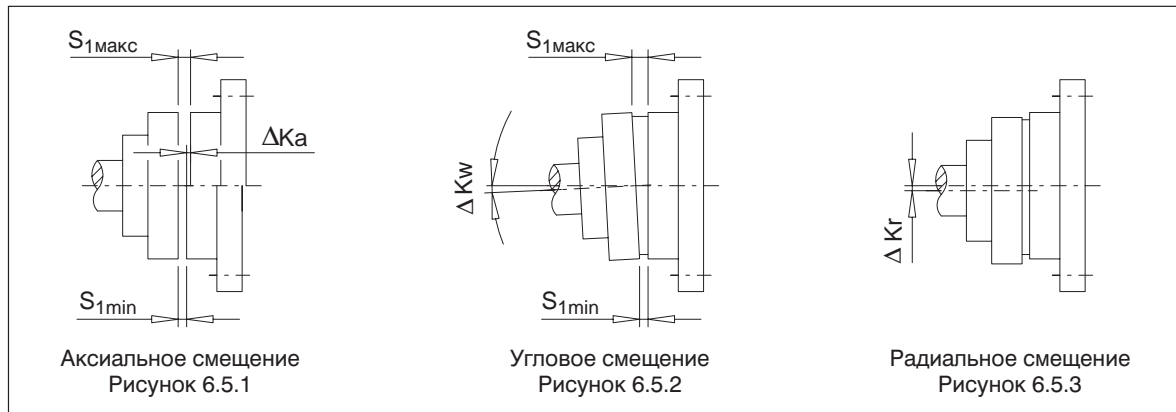 S1макс
ΔKa
S1min
Аксиальное смещение
Рисунок 6.5.1
S1макс
Δ Kw
S1min
Угловое смещение
Рисунок 6.5.2
Δ Kr
Радиальное смещение
Рисунок 6.5.3